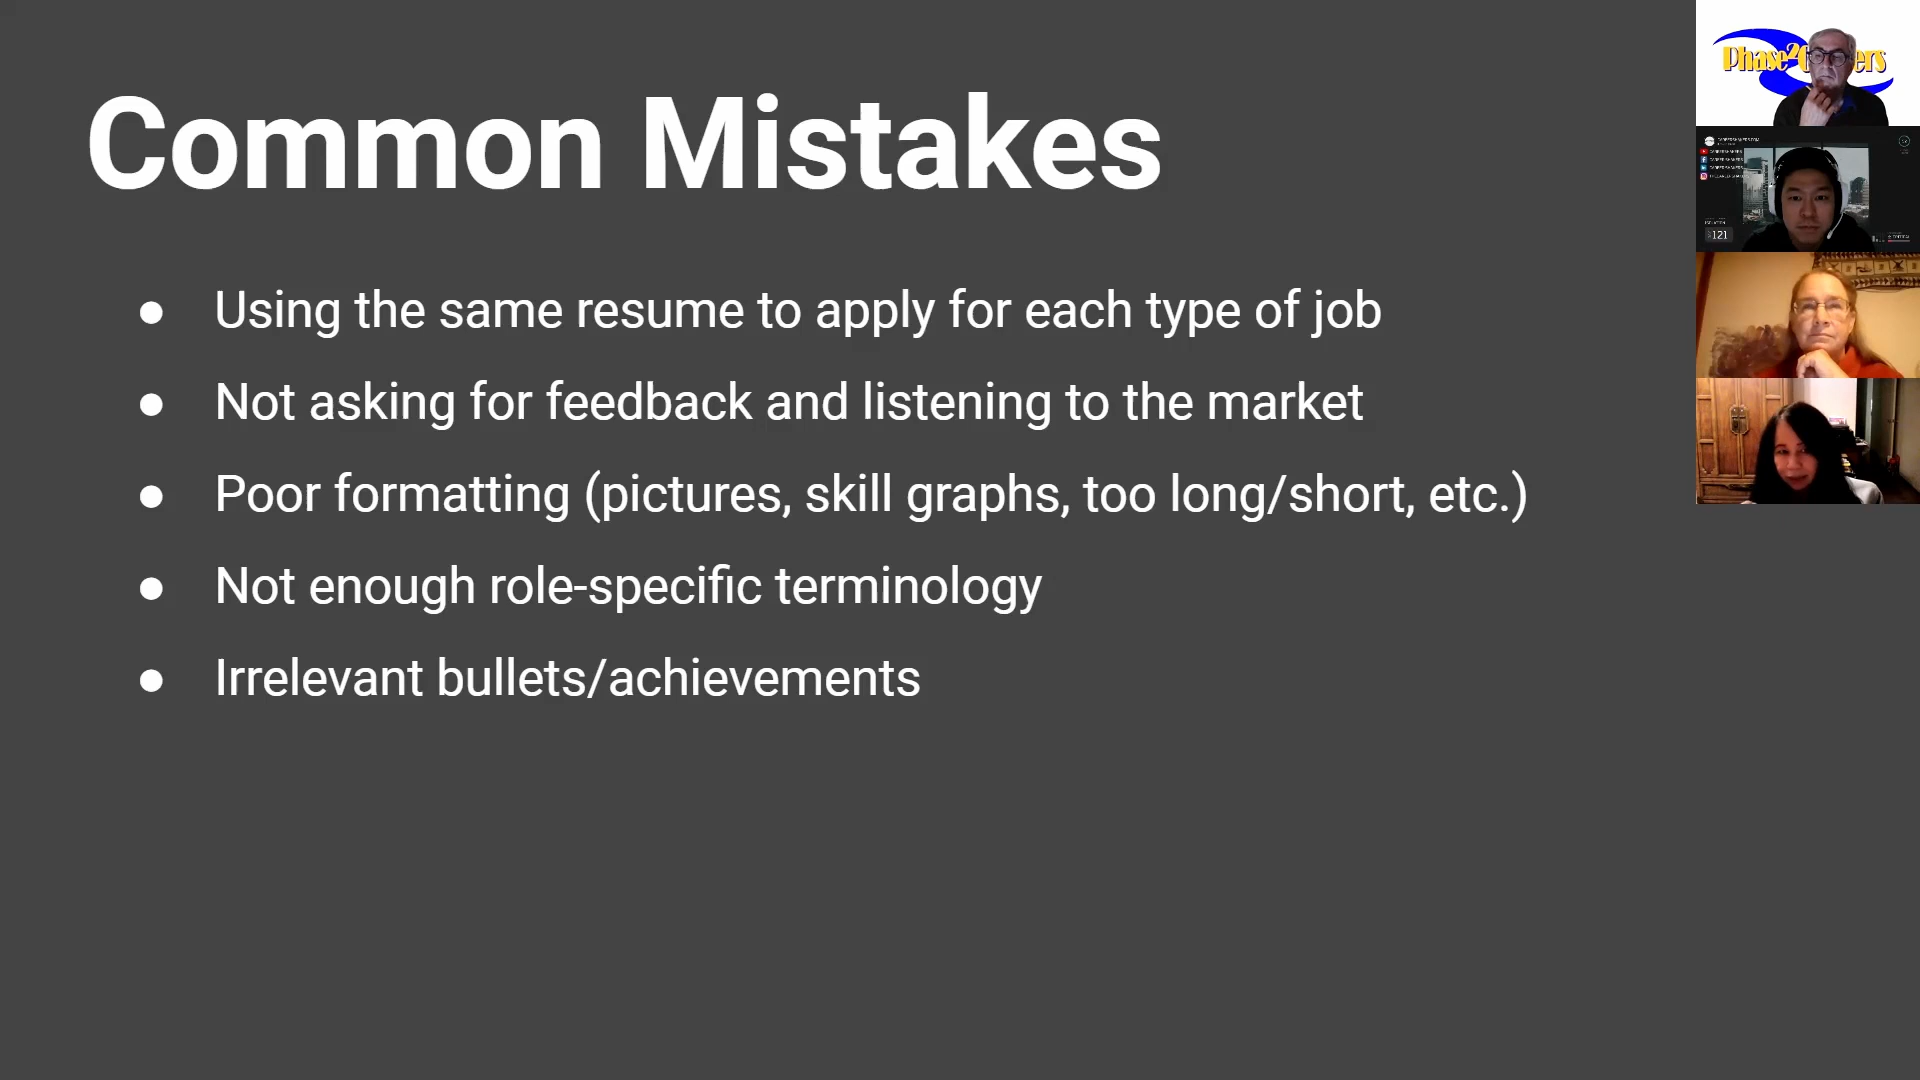 Common Mistakes
● Using the same resume to apply for each type of job
● Not asking for feedback and listening to the market
● Poor formatting (pictures, skill graphs, too long/short, etc.)
● Not enough role-specific terminology
● Irrelevant bullets/achievements
121